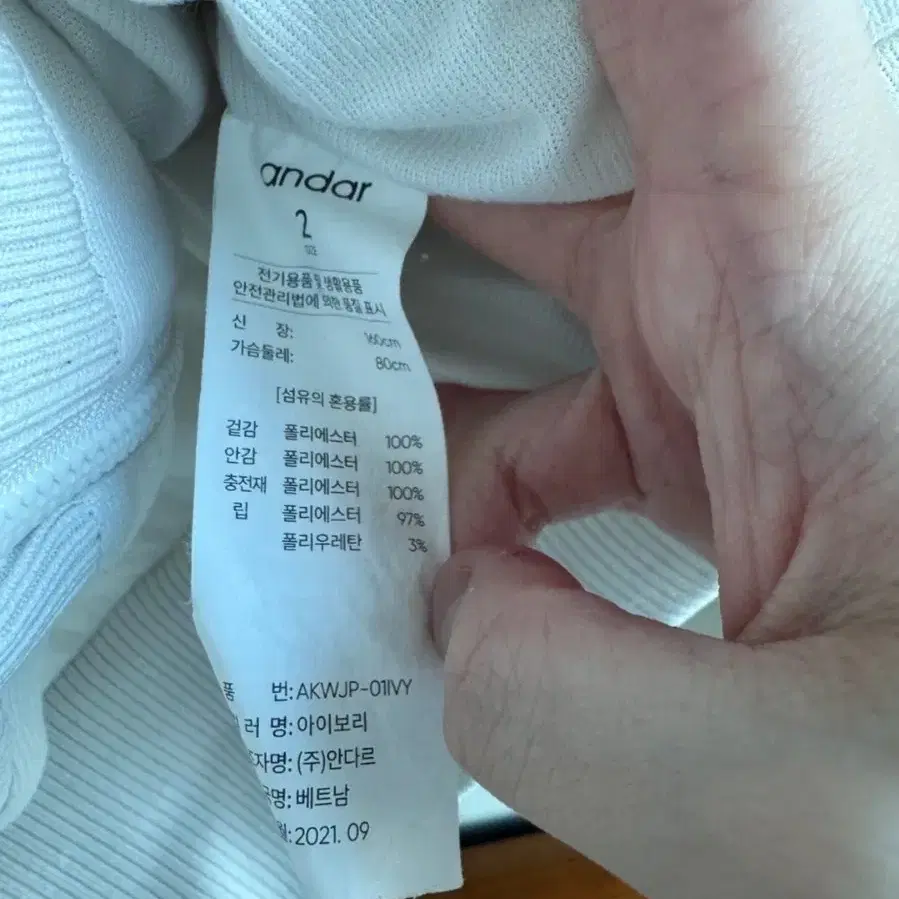 andar
2
SIZE
전기용품 및 생활용품
안전관리법에 의한 품질 표시
신 장: 160cm
가슴둘레: 80cm
[섬유의 혼용률]
겉감 폴리에스터 100%
안감 폴리에스터 100%
충전재 폴리에스터 100%
립 폴리에스터 97%
폴리우레탄 3%
품 번: AKWJP-01IVY
러 명: 아이보리
자명: (주)안다르
국명: 베트남
월: 2021. 09